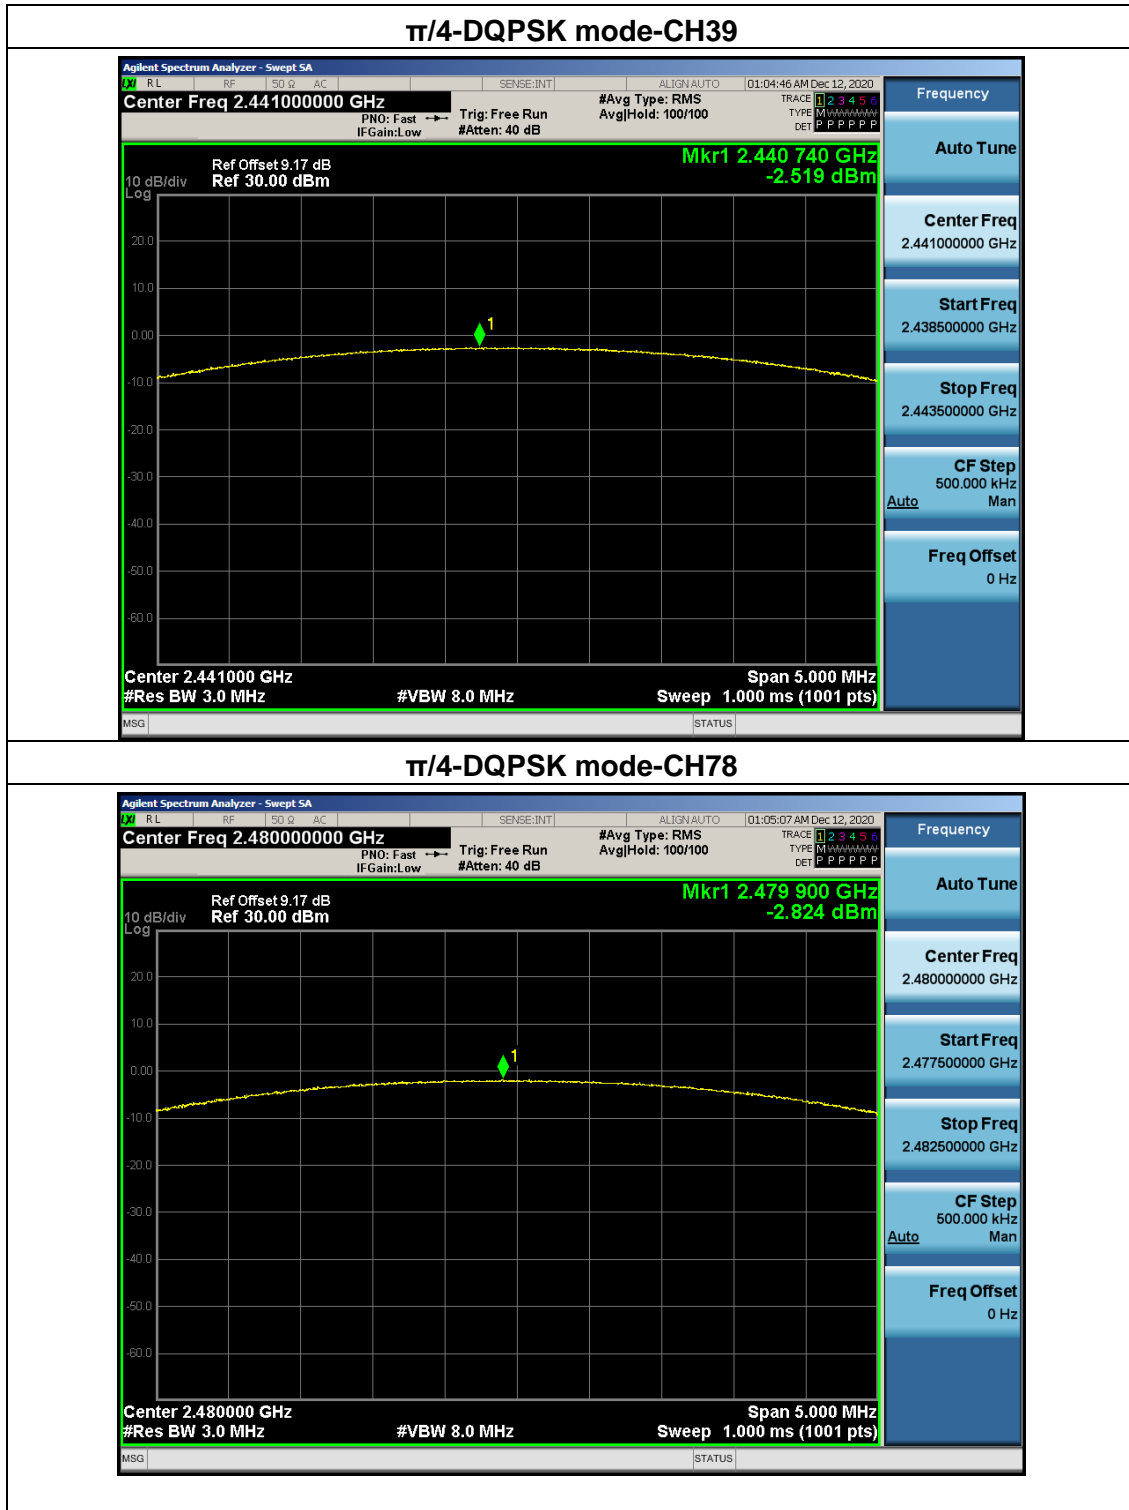 π/4-DQPSK mode-CH39
Agilent Spectrum Analyzer - Swept SA
LXI RL RF 50 Ω AC SENSE:INT ALIGN AUTO 01:04:46 AM Dec 12, 2020
Center Freq 2.441000000 GHz
PNO: Fast
IFGain:Low
Trig: Free Run
#Atten: 40 dB
#Avg Type: RMS
Avg|Hold: 100/100
TRACE 1 2 3 4 5 6
TYPE M
DET P P P P P P
Frequency
Mkr1 2.440 740 GHz
-2.519 dBm
Ref Offset 9.17 dB
10 dB/div Ref 30.00 dBm
Log
20.0
10.0
0.00
-10.0
-20.0
-30.0
-40.0
-50.0
-60.0
1
Center 2.441000 GHz Span 5.000 MHz
#Res BW 3.0 MHz #VBW 8.0 MHz Sweep 1.000 ms (1001 pts)
MSG STATUS
Auto Tune
Center Freq
2.441000000 GHz
Start Freq
2.438500000 GHz
Stop Freq
2.443500000 GHz
CF Step
500.000 kHz
Auto Man
Freq Offset
0 Hz
π/4-DQPSK mode-CH78
Agilent Spectrum Analyzer - Swept SA
LXI RL RF 50 Ω AC SENSE:INT ALIGN AUTO 01:05:07 AM Dec 12, 2020
Center Freq 2.480000000 GHz
PNO: Fast
IFGain:Low
Trig: Free Run
#Atten: 40 dB
#Avg Type: RMS
Avg|Hold: 100/100
TRACE 1 2 3 4 5 6
TYPE M
DET P P P P P P
Frequency
Mkr1 2.479 900 GHz
-2.824 dBm
Ref Offset 9.17 dB
10 dB/div Ref 30.00 dBm
Log
20.0
10.0
0.00
-10.0
-20.0
-30.0
-40.0
-50.0
-60.0
1
Center 2.480000 GHz Span 5.000 MHz
#Res BW 3.0 MHz #VBW 8.0 MHz Sweep 1.000 ms (1001 pts)
MSG STATUS
Auto Tune
Center Freq
2.480000000 GHz
Start Freq
2.477500000 GHz
Stop Freq
2.482500000 GHz
CF Step
500.000 kHz
Auto Man
Freq Offset
0 Hz